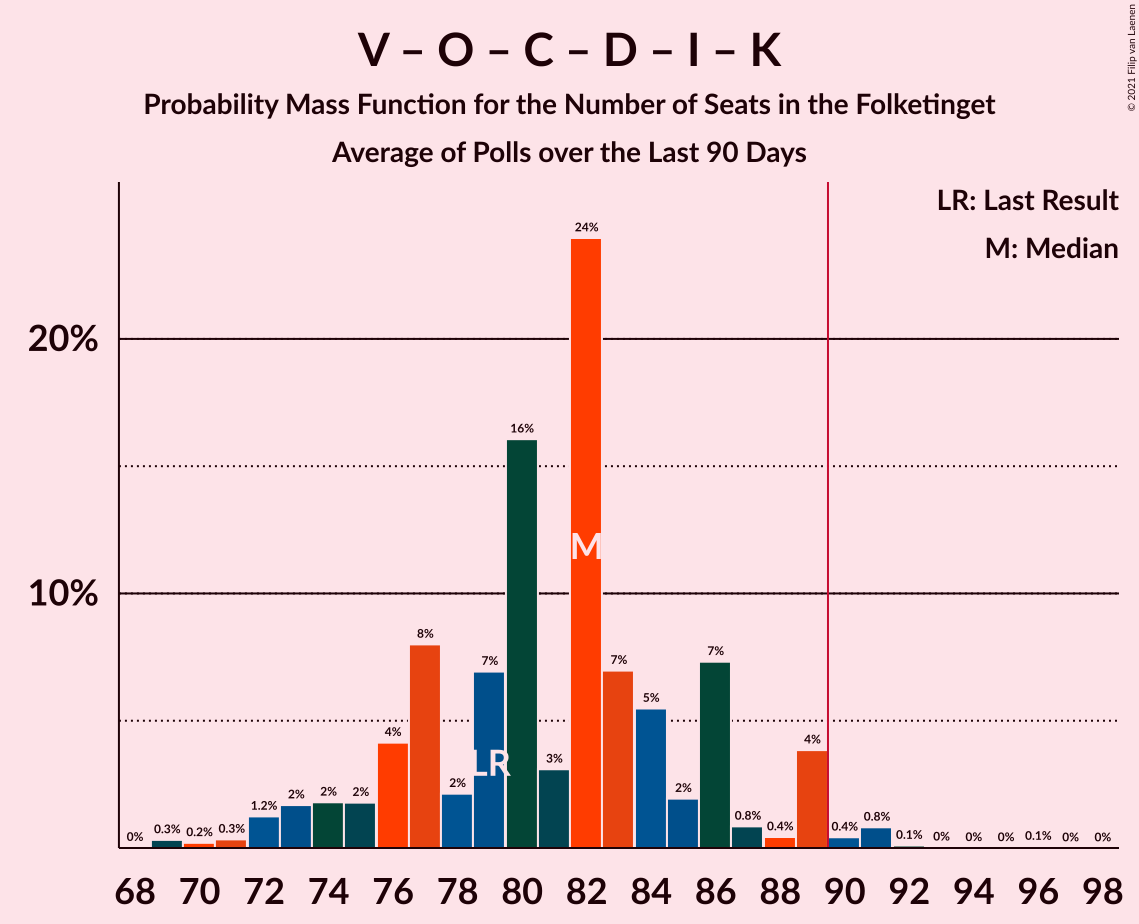 V – O – C – D – I – K
Probability Mass Function for the Number of Seats in the Folketinget
Average of Polls over the Last 90 Days
© 2021 Filip van Laenen
LR: Last Result
M: Median
20%
10%
0% 0.3% 0.2% 0.3% 1.2% 2% 2% 2% 4% 8% 2% 7% 16% 3% 24% 7% 5% 2% 7% 0.8% 0.4% 4% 0.4% 0.8% 0.1% 0% 0% 0% 0.1% 0% 0%
M
LR
68 70 72 74 76 78 80 82 84 86 88 90 92 94 96 98